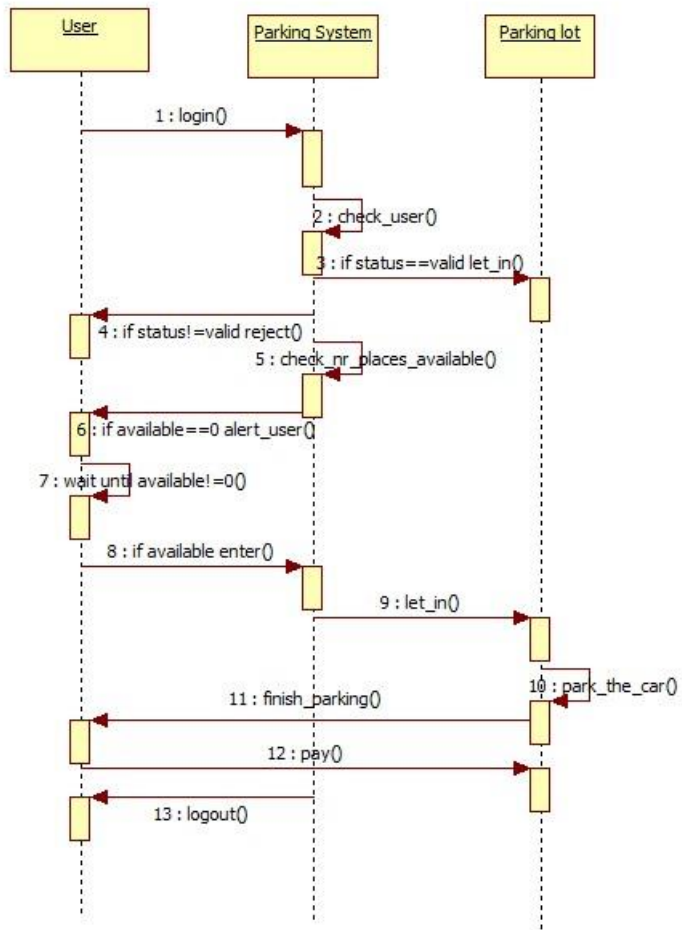 User
Parking System
Parking lot
1 : login()
2 : check_user()
3 : if status==valid let_in()
4 : if status!=valid reject()
5 : check_nr_places_available()
6 : if available==0 alert_user()
7 : wait until available!=0()
8 : if available enter()
9 : let_in()
10 : park_the_car()
11 : finish_parking()
12 : pay()
13 : logout()